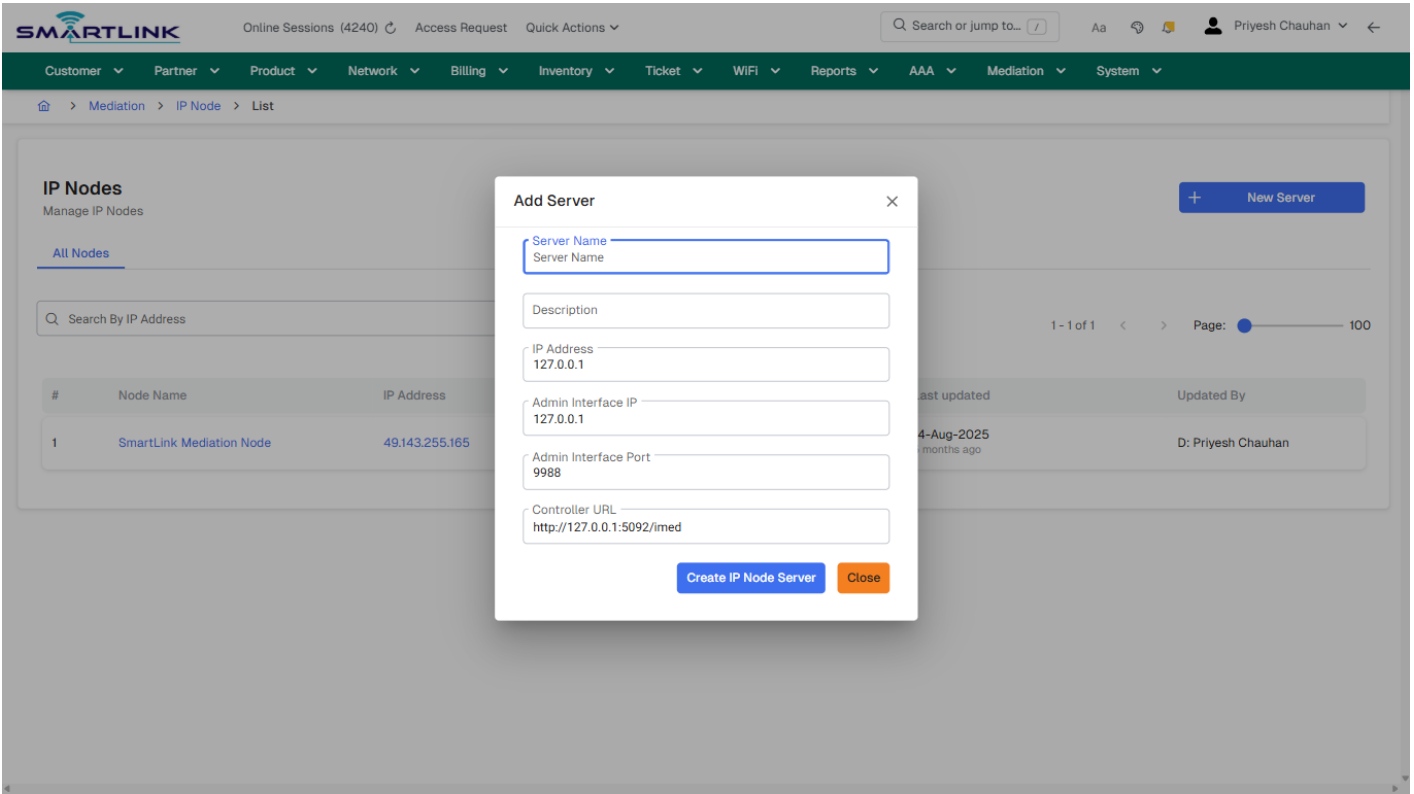 SMARTLINK Online Sessions (4240) Access Request Quick Actions Search or jump to... / Aa Priyesh Chauhan
Customer Partner Product Network Billing Inventory Ticket WiFi Reports AAA Mediation System
Mediation > IP Node > List
IP Nodes
Manage IP Nodes
New Server
All Nodes
Search By IP Address
1 - 1 of 1 < > Page: 100
# Node Name IP Address ast updated Updated By
1 SmartLink Mediation Node 49.143.255.165 4-Aug-2025 D: Priyesh Chauhan
months ago
Add Server
Server Name
Server Name
Description
IP Address
127.0.0.1
Admin Interface IP
127.0.0.1
Admin Interface Port
9988
Controller URL
http://127.0.0.1:5092/imed
Create IP Node Server Close